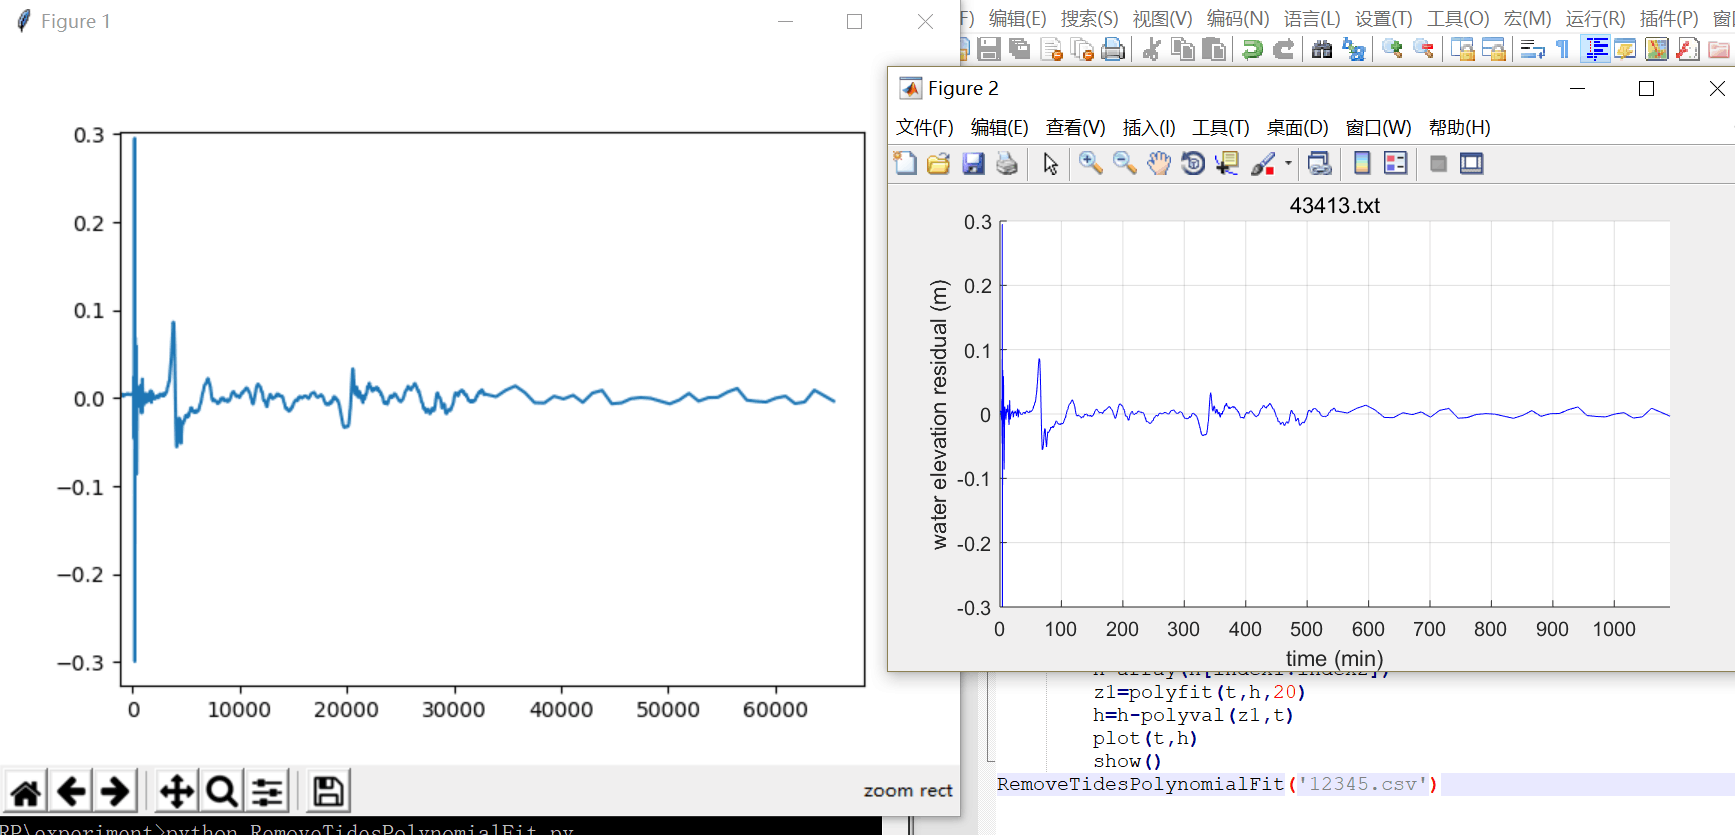 Figure 1
0.3
0.2
0.1
0.0
−0.1
−0.2
−0.3
0 10000 20000 30000 40000 50000 60000
zoom rect
RP\experiment>python RemoveTidesPolynomialFit.py
F) 编辑(E) 搜索(S) 视图(V) 编码(N) 语言(L) 设置(T) 工具(O) 宏(M) 运行(R) 插件(P) 窗
Figure 2
文件(F) 编辑(E) 查看(V) 插入(I) 工具(T) 桌面(D) 窗口(W) 帮助(H)
43413.txt
water elevation residual (m)
0.3
0.2
0.1
0
-0.1
-0.2
-0.3
0 100 200 300 400 500 600 700 800 900 1000
time (min)
z1=polyfit(t,h,20)
h=h-polyval(z1,t)
plot(t,h)
show()
RemoveTidesPolynomialFit('12345.csv')